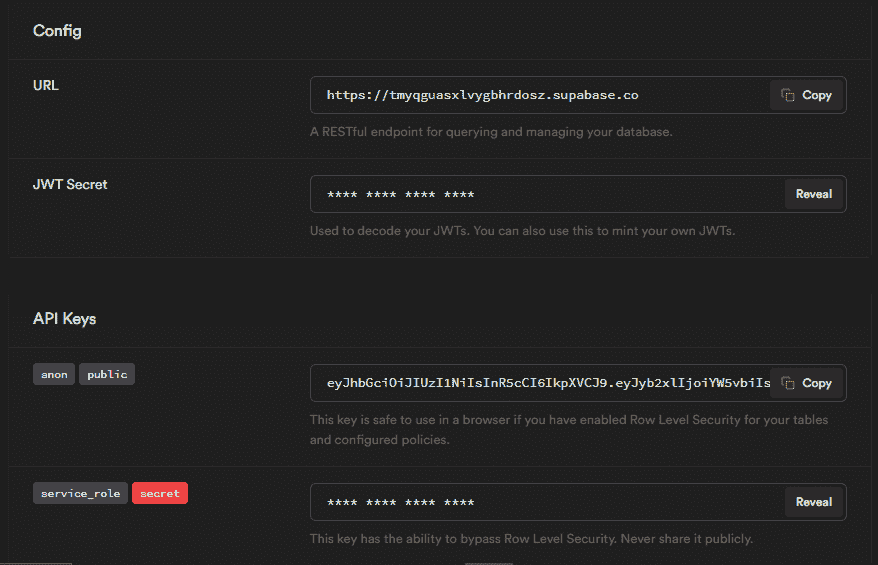 Config
URL
https://tmyqguasxlvygbhrdosz.supabase.co
Copy
A RESTful endpoint for querying and managing your database.
JWT Secret
**** **** **** ****
Reveal
Used to decode your JWTs. You can also use this to mint your own JWTs.
API Keys
anon public
eyJhbGciOiJIUzI1NiIsInR5cCI6IkpXVCJ9.eyJyb2xlIjoiYW5vbiIs
Copy
This key is safe to use in a browser if you have enabled Row Level Security for your tables
and configured policies.
service_role secret
**** **** **** ****
Reveal
This key has the ability to bypass Row Level Security. Never share it publicly.